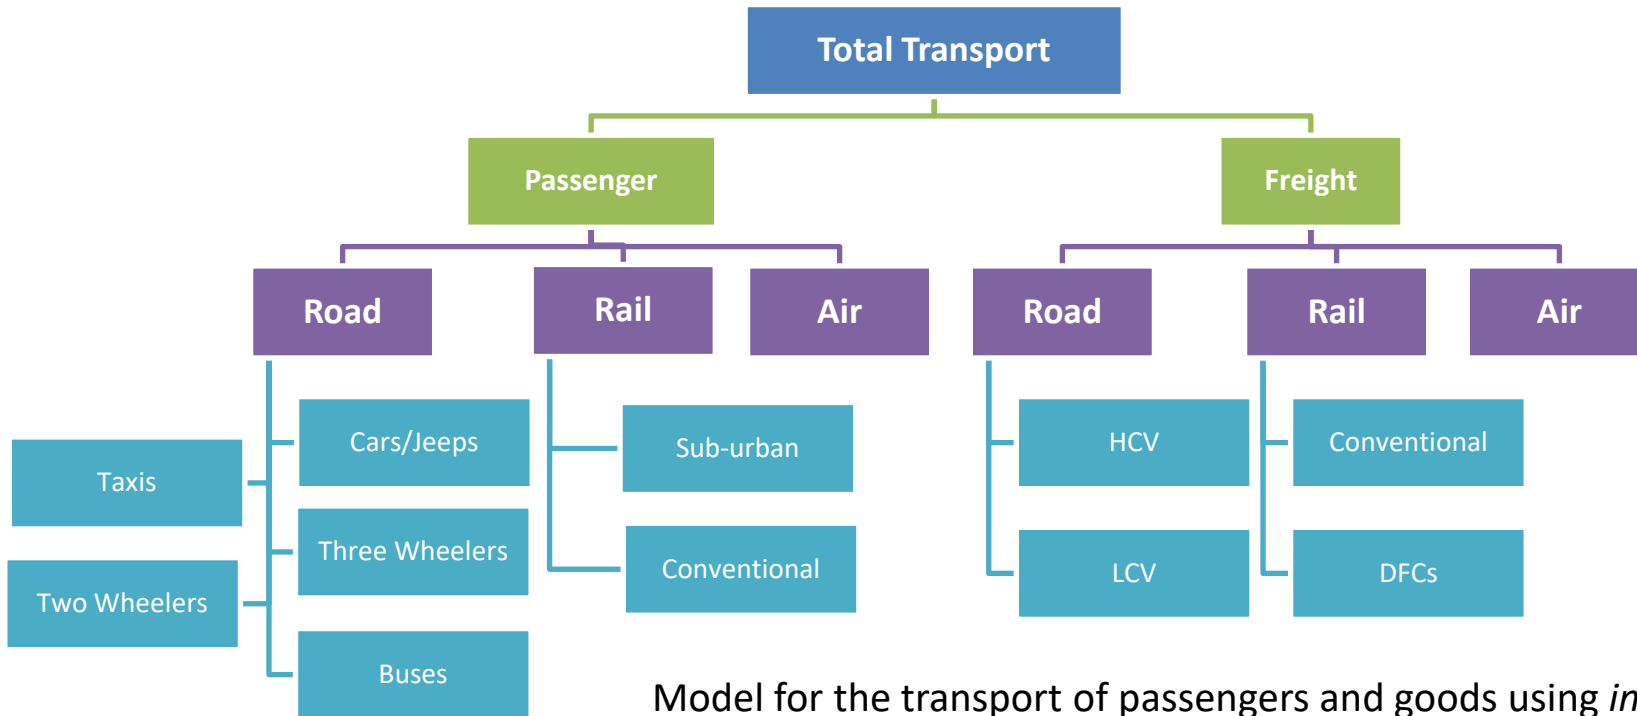 Total Transport
Passenger
Freight
Road
Rail
Air
Road
Rail
Air
Cars/Jeeps
Taxis
Three Wheelers
Two Wheelers
Buses
Sub-urban
Conventional
HCV
LCV
Conventional
DFCs
Model for the transport of passengers and goods using in